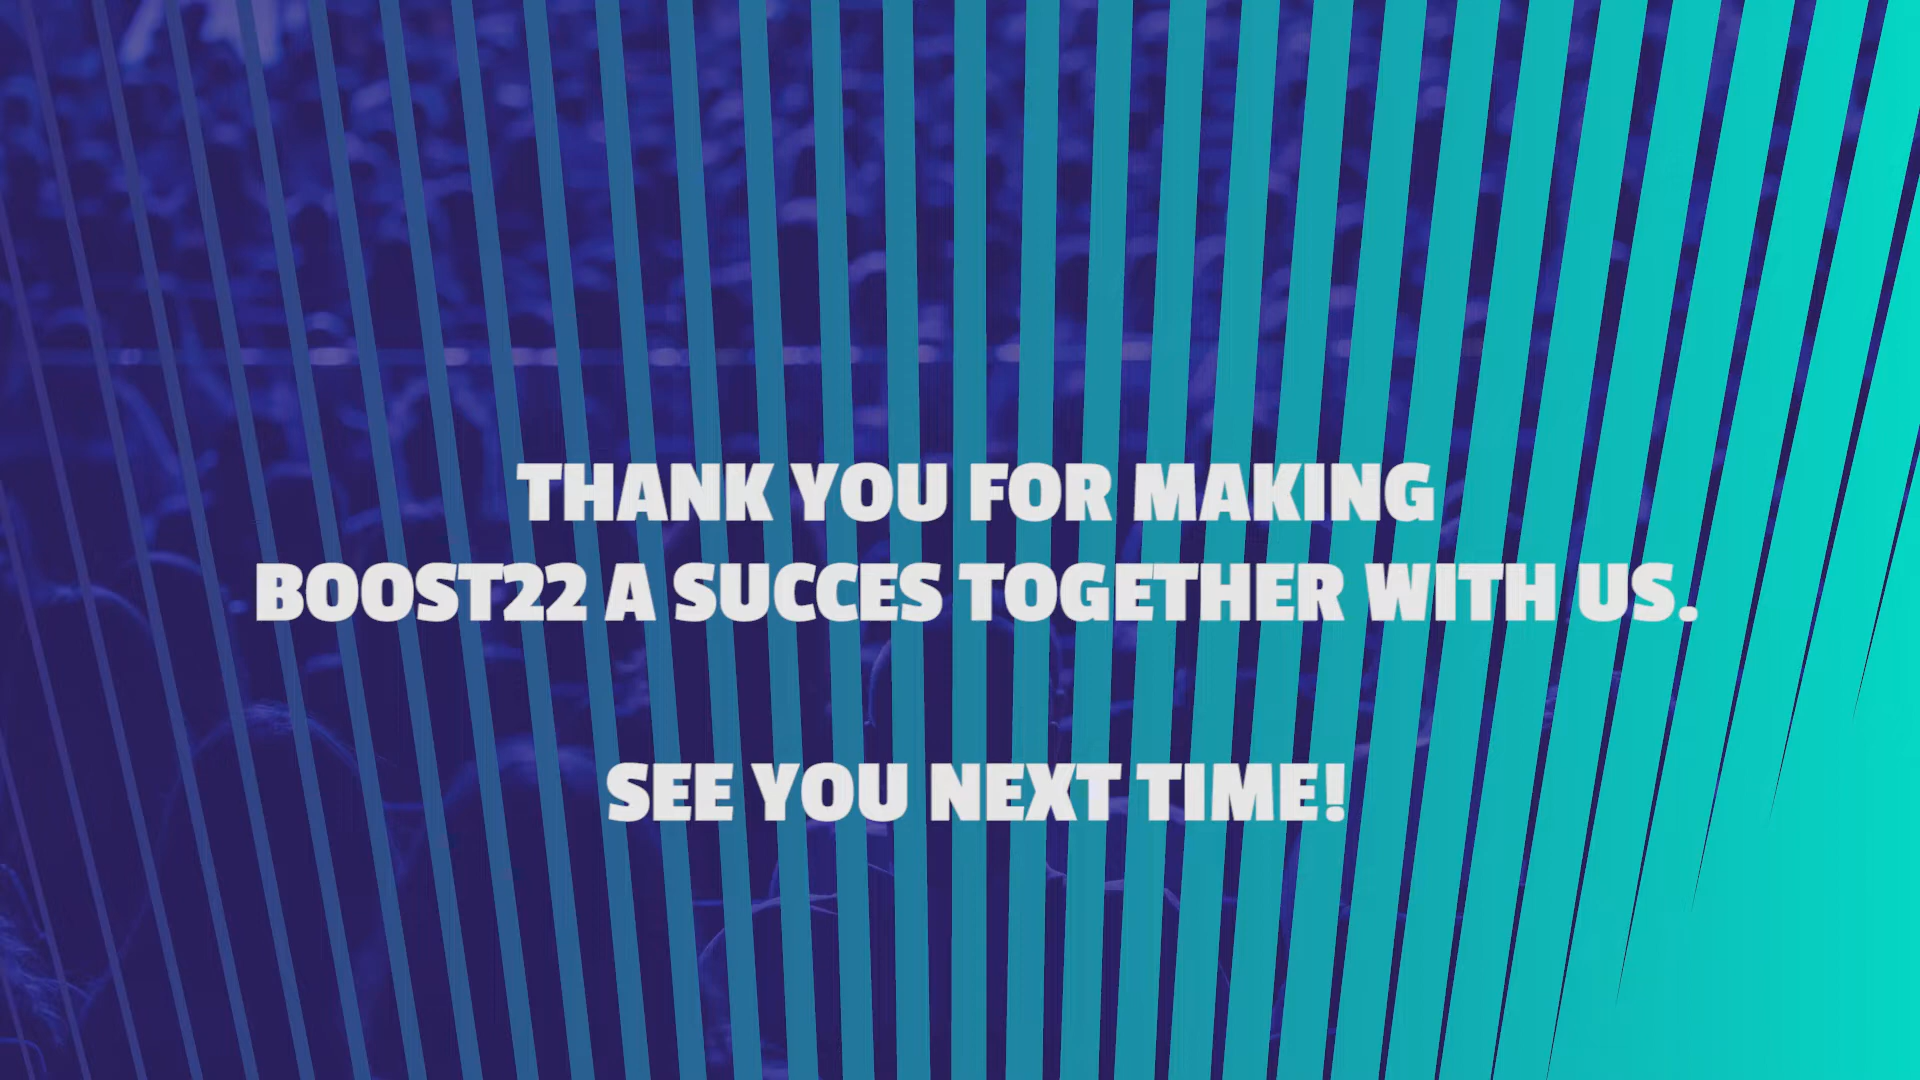 THANK YOU FOR MAKING
BOOST22 A SUCCES TOGETHER WITH US.
SEE YOU NEXT TIME!